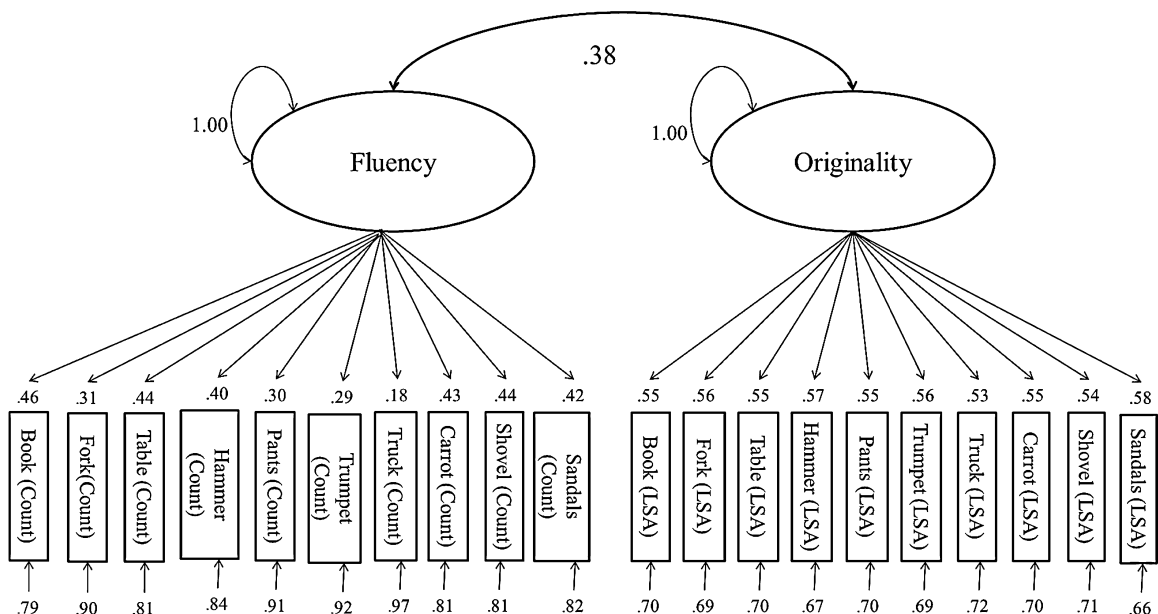 .38
1.00
1.00
Fluency
Originality
.46 .31 .44 .40 .30 .29 .18 .43 .44 .42
.55 .56 .55 .57 .55 .56 .53 .55 .54 .58
Book (Count)
Fork(Count)
Table (Count)
Hammer
(Count)
Pants (Count)
Trumpet
(Count)
Truck (Count)
Carrot (Count)
Shovel (Count)
Sandals
(Count)
Book (LSA)
Fork (LSA)
Table (LSA)
Hammer (LSA)
Pants (LSA)
Trumpet (LSA)
Truck (LSA)
Carrot (LSA)
Shovel (LSA)
Sandals (LSA)
.79 .90 .81 .84 .91 .92 .97 .81 .81 .82
.70 .69 .70 .67 .70 .69 .72 .70 .71 .66